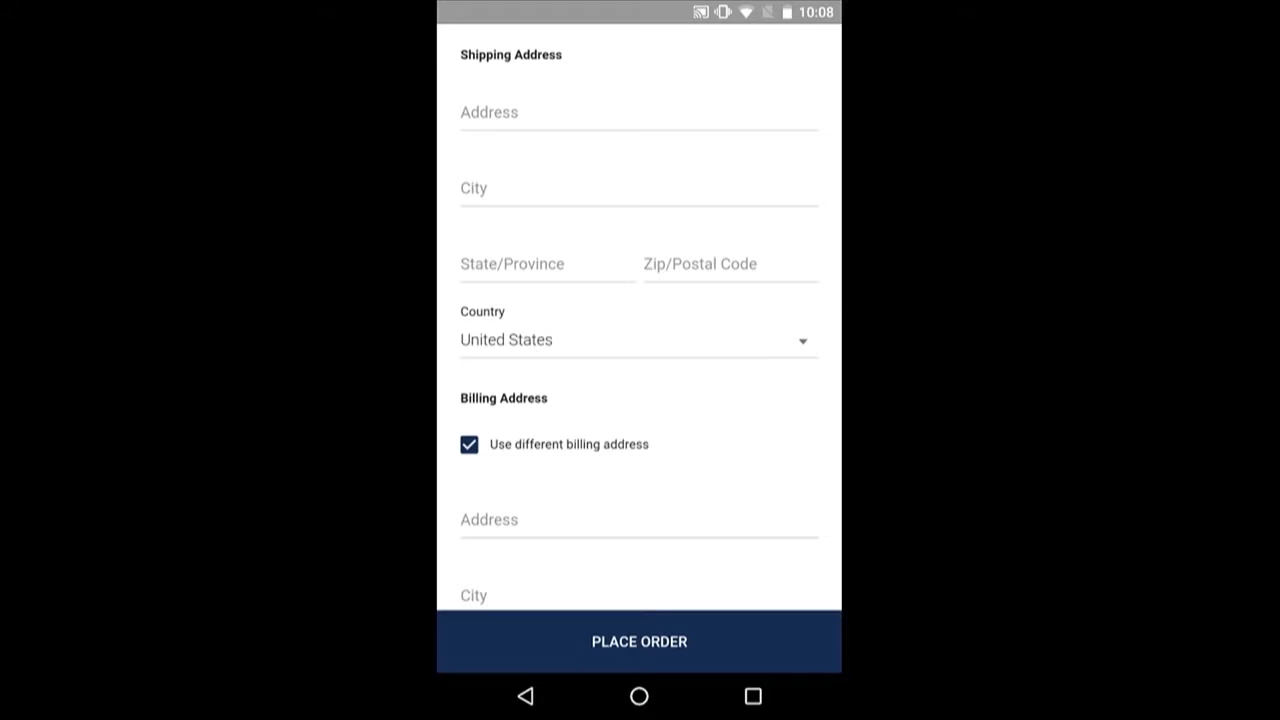 10:08
Shipping Address
Address
City
State/Province Zip/Postal Code
Country
United States
Billing Address
Use different billing address
Address
City
PLACE ORDER